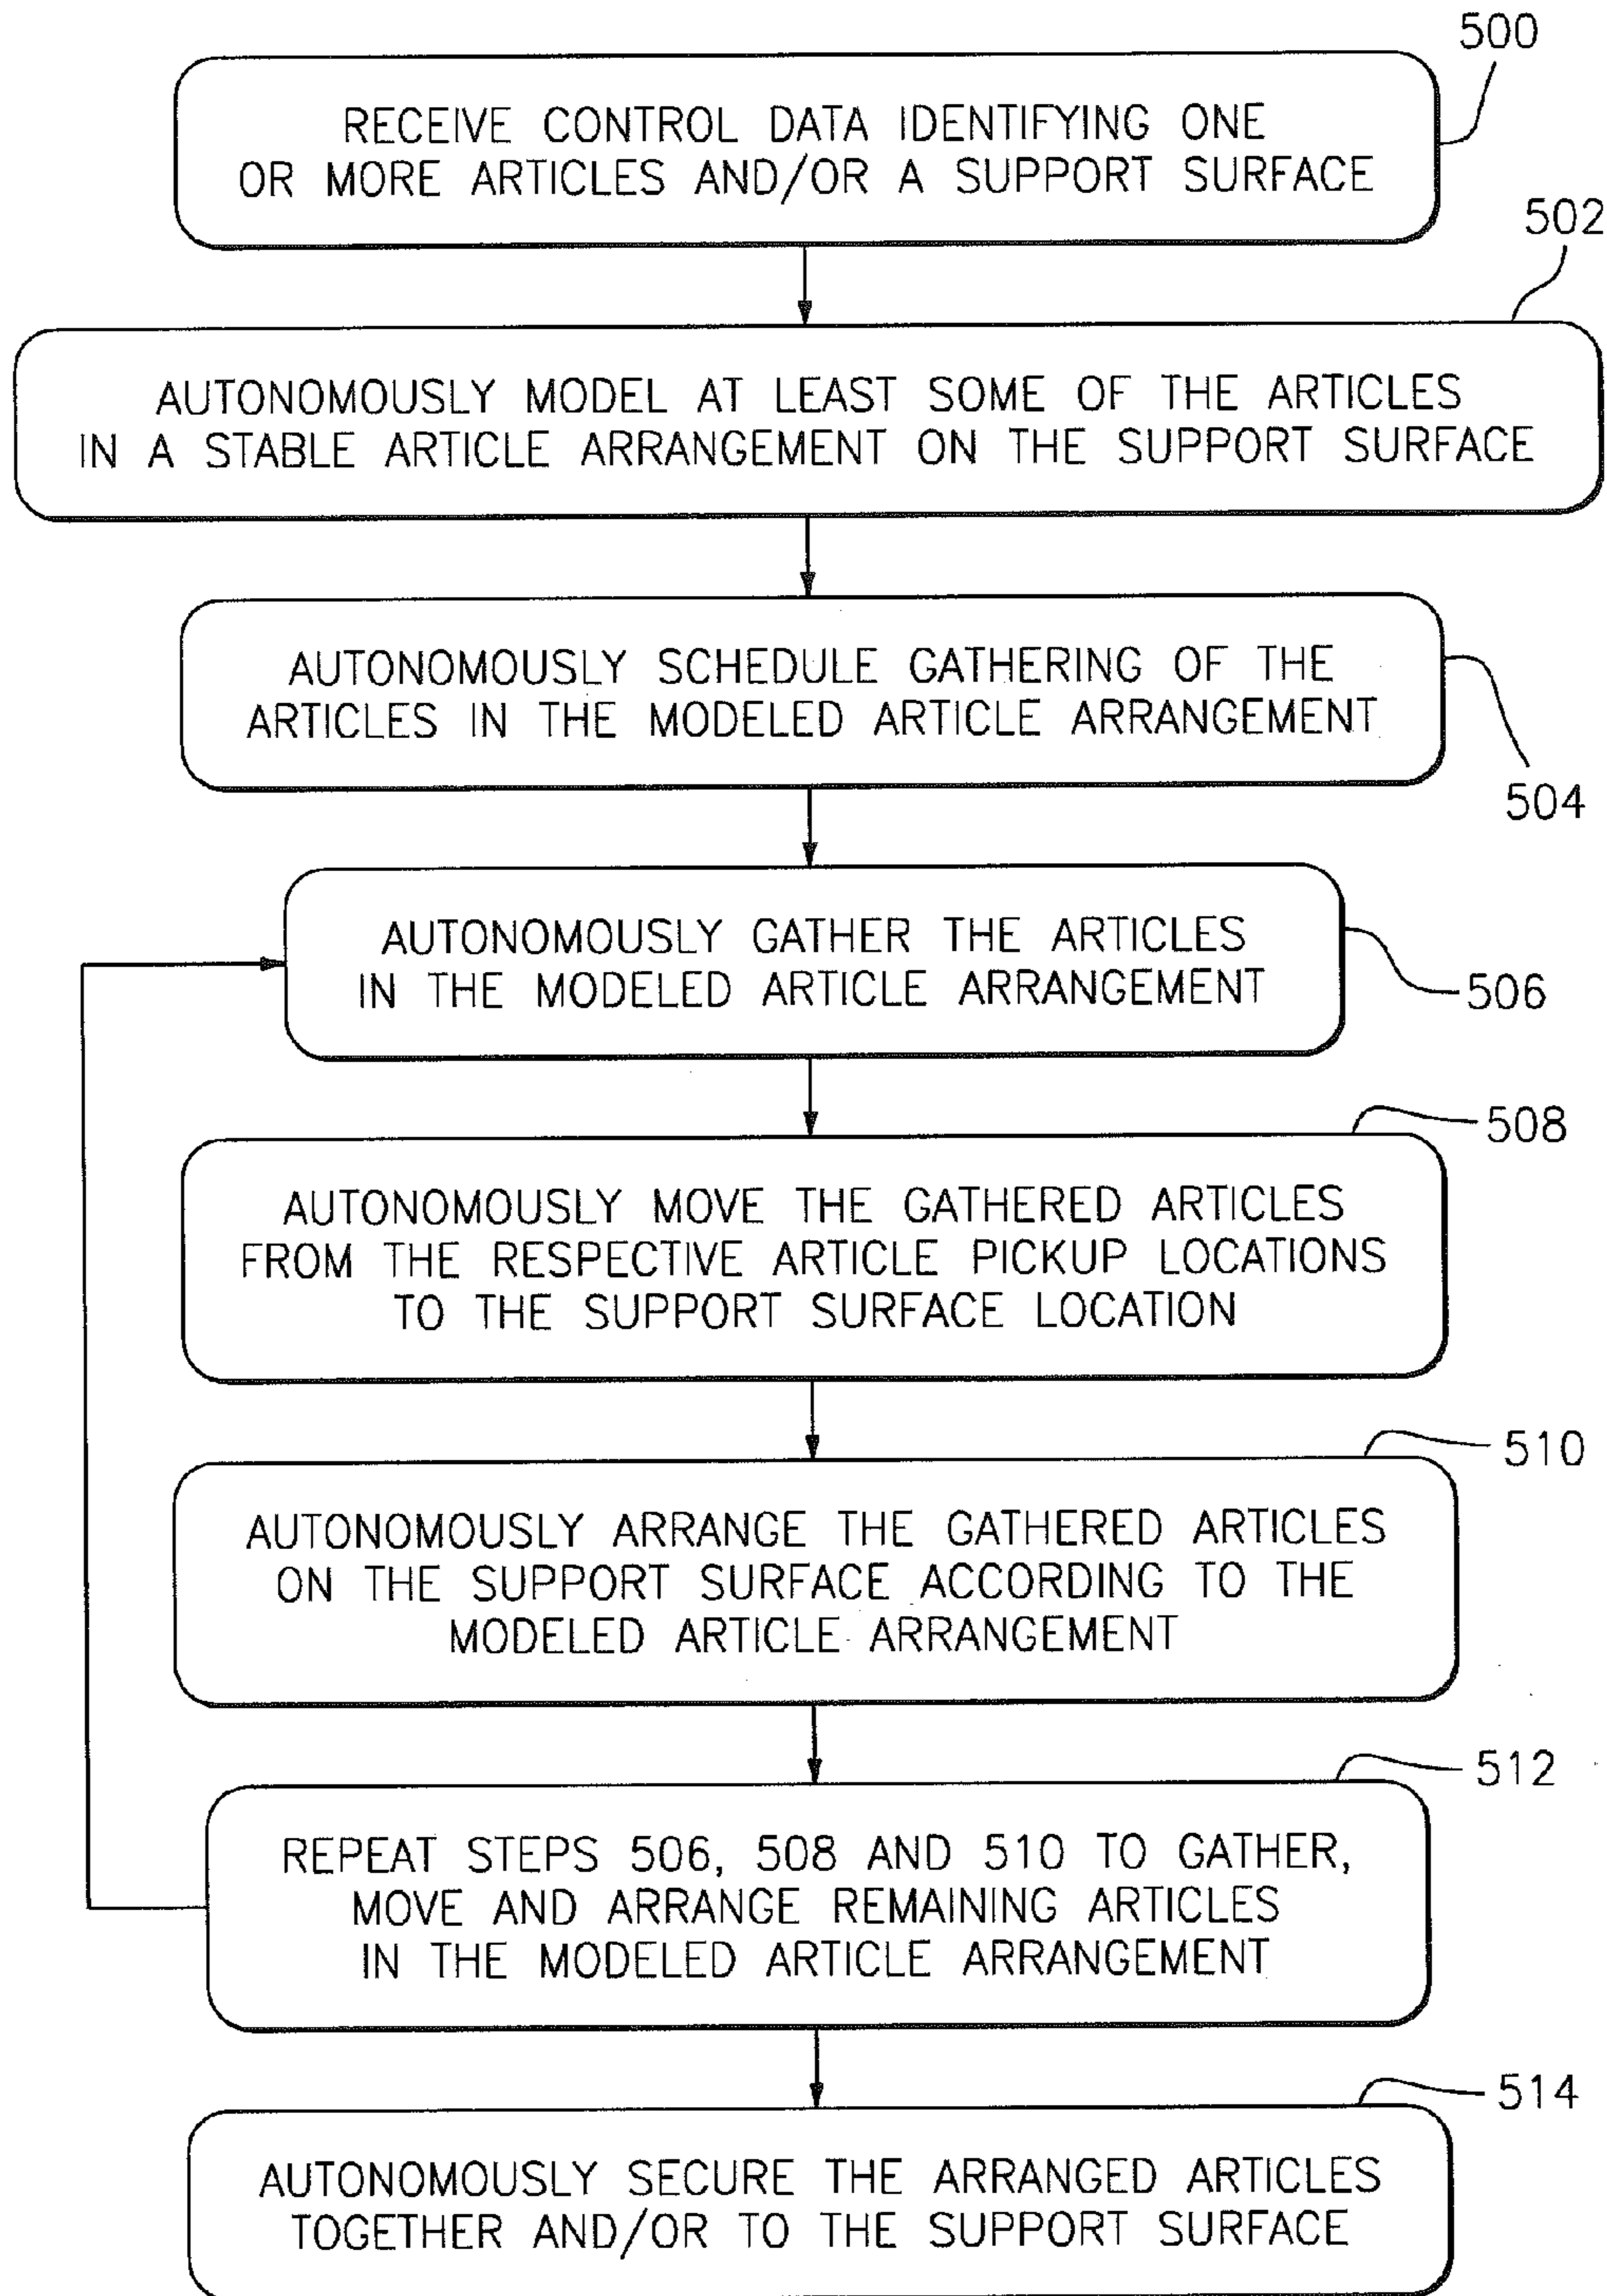 500
RECEIVE CONTROL DATA IDENTIFYING ONE
OR MORE ARTICLES AND/OR A SUPPORT SURFACE
502
AUTONOMOUSLY MODEL AT LEAST SOME OF THE ARTICLES
IN A STABLE ARTICLE ARRANGEMENT ON THE SUPPORT SURFACE
AUTONOMOUSLY SCHEDULE GATHERING OF THE
ARTICLES IN THE MODELED ARTICLE ARRANGEMENT
504
AUTONOMOUSLY GATHER THE ARTICLES
IN THE MODELED ARTICLE ARRANGEMENT
506
508
AUTONOMOUSLY MOVE THE GATHERED ARTICLES
FROM THE RESPECTIVE ARTICLE PICKUP LOCATIONS
TO THE SUPPORT SURFACE LOCATION
510
AUTONOMOUSLY ARRANGE THE GATHERED ARTICLES
ON THE SUPPORT SURFACE ACCORDING TO THE
MODELED ARTICLE ARRANGEMENT
512
REPEAT STEPS 506, 508 AND 510 TO GATHER,
MOVE AND ARRANGE REMAINING ARTICLES
IN THE MODELED ARTICLE ARRANGEMENT
514
AUTONOMOUSLY SECURE THE ARRANGED ARTICLES
TOGETHER AND/OR TO THE SUPPORT SURFACE